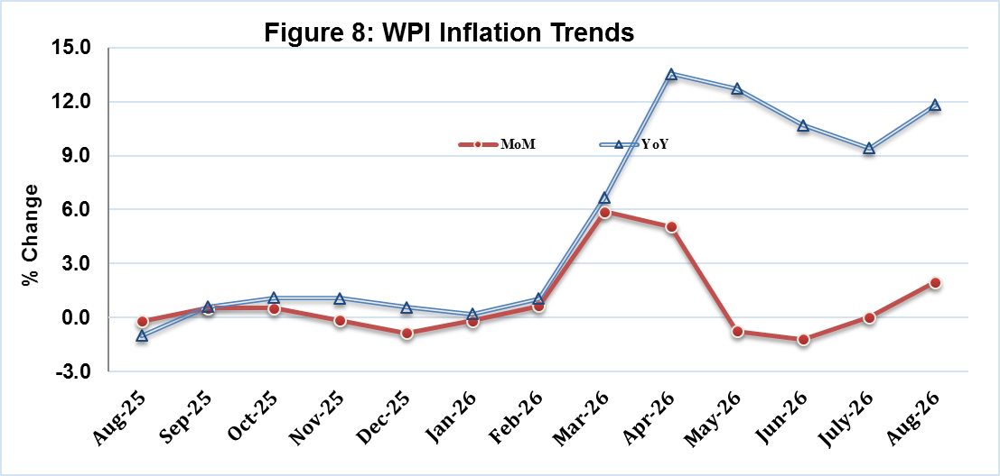 Figure 8: WPI Inflation Trends
15.0
12.0
9.0
6.0
3.0
0.0
-3.0
% Change
MoM
YoY
Aug-25
Sep-25
Oct-25
Nov-25
Dec-25
Jan-26
Feb-26
Mar-26
Apr-26
May-26
Jun-26
July-26
Aug-26